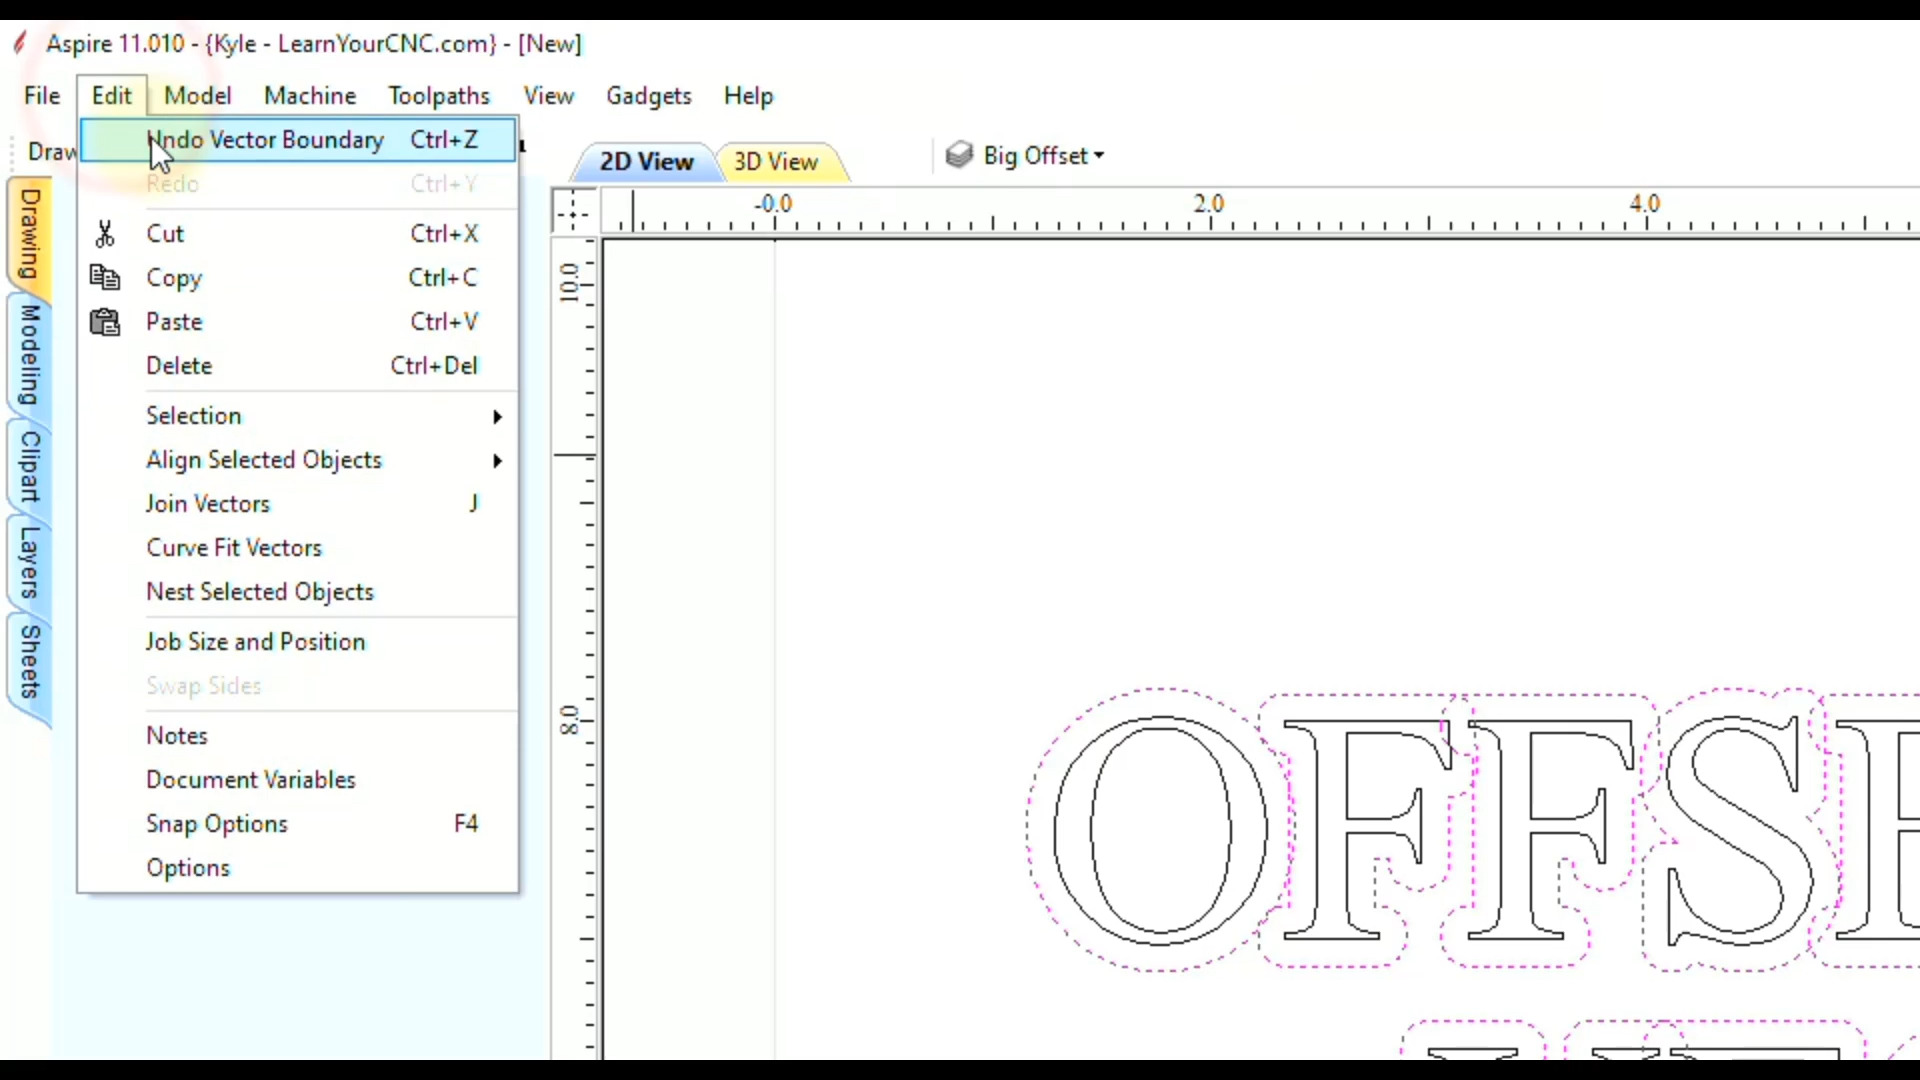 Aspire 11.010 - {Kyle - LearnYourCNC.com} - [New]
File Edit Model Machine Toolpaths View Gadgets Help
Undo Vector Boundary Ctrl+Z
Redo Ctrl+Y
Cut Ctrl+X
Copy Ctrl+C
Paste Ctrl+V
Delete Ctrl+Del
Selection
Align Selected Objects
Join Vectors J
Curve Fit Vectors
Nest Selected Objects
Job Size and Position
Swap Sides
Notes
Document Variables
Snap Options F4
Options
Draw
Drawing
Modeling
Clipart
Layers
Sheets
2D View
3D View
Big Offset
-0.0 2.0 4.0
10.0
8.0
OFFS